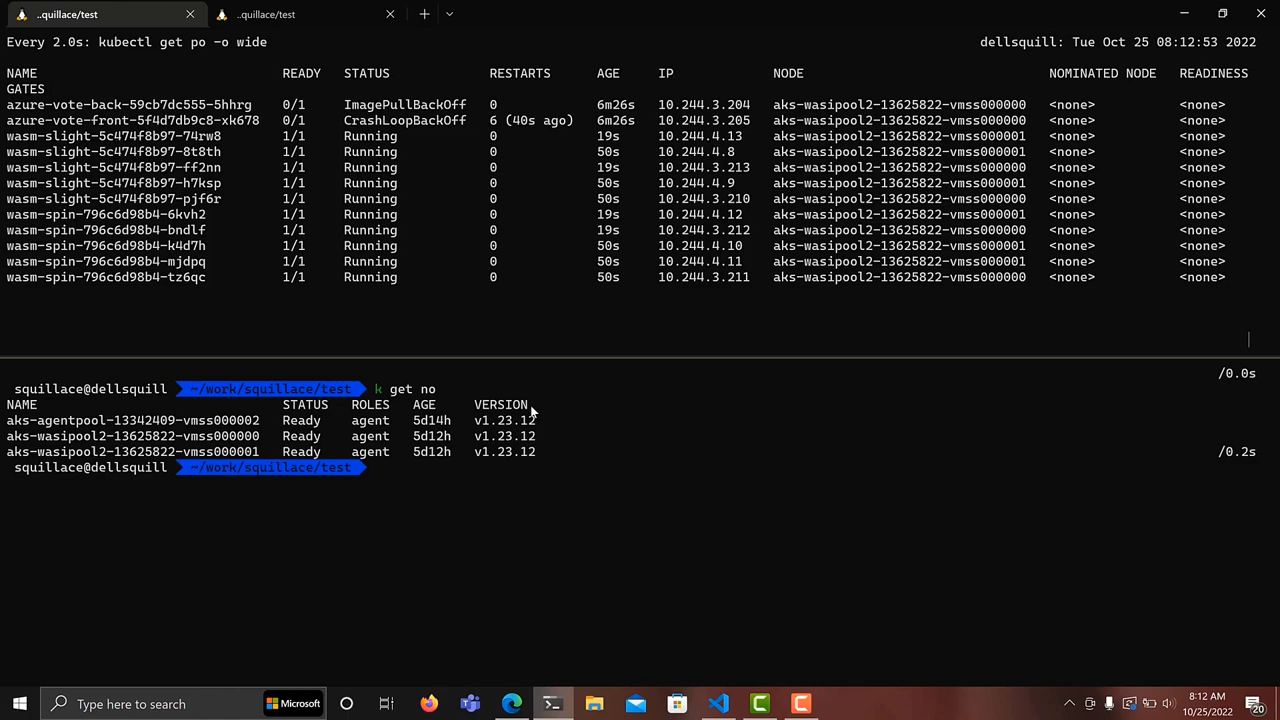 ..quillace/test
..quillace/test
Every 2.0s: kubectl get po -o wide dellsquill: Tue Oct 25 08:12:53 2022
NAME READY STATUS RESTARTS AGE IP NODE NOMINATED NODE READINESS
GATES
azure-vote-back-59cb7dc555-5hhrg 0/1 ImagePullBackOff 0 6m26s 10.244.3.204 aks-wasipool2-13625822-vmss000000 <none> <none>
azure-vote-front-5f4d7db9c8-xk678 0/1 CrashLoopBackOff 6 (40s ago) 6m26s 10.244.3.205 aks-wasipool2-13625822-vmss000000 <none> <none>
wasm-slight-5c474f8b97-74rw8 1/1 Running 0 19s 10.244.4.13 aks-wasipool2-13625822-vmss000001 <none> <none>
wasm-slight-5c474f8b97-8t8th 1/1 Running 0 50s 10.244.4.8 aks-wasipool2-13625822-vmss000001 <none> <none>
wasm-slight-5c474f8b97-ff2nn 1/1 Running 0 19s 10.244.3.213 aks-wasipool2-13625822-vmss000000 <none> <none>
wasm-slight-5c474f8b97-h7ksp 1/1 Running 0 50s 10.244.4.9 aks-wasipool2-13625822-vmss000001 <none> <none>
wasm-slight-5c474f8b97-pjf6r 1/1 Running 0 50s 10.244.3.210 aks-wasipool2-13625822-vmss000000 <none> <none>
wasm-spin-796c6d98b4-6kvh2 1/1 Running 0 19s 10.244.4.12 aks-wasipool2-13625822-vmss000001 <none> <none>
wasm-spin-796c6d98b4-bndlf 1/1 Running 0 19s 10.244.3.212 aks-wasipool2-13625822-vmss000000 <none> <none>
wasm-spin-796c6d98b4-k4d7h 1/1 Running 0 50s 10.244.4.10 aks-wasipool2-13625822-vmss000001 <none> <none>
wasm-spin-796c6d98b4-mjdpq 1/1 Running 0 50s 10.244.4.11 aks-wasipool2-13625822-vmss000001 <none> <none>
wasm-spin-796c6d98b4-tz6qc 1/1 Running 0 50s 10.244.3.211 aks-wasipool2-13625822-vmss000000 <none> <none>
/0.0s
squillace@dellsquill ~/work/squillace/test k get no
NAME STATUS ROLES AGE VERSION
aks-agentpool-13342409-vmss000002 Ready agent 5d14h v1.23.12
aks-wasipool2-13625822-vmss000000 Ready agent 5d12h v1.23.12
aks-wasipool2-13625822-vmss000001 Ready agent 5d12h v1.23.12 /0.2s
squillace@dellsquill ~/work/squillace/test
Type here to search
Microsoft
8:12 AM
10/25/2022
20